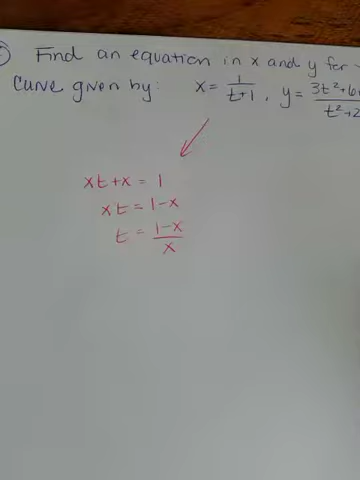 Find an equation in x and y for
curve given by: x = 1/(t+1), y = 3t²+6
t²+2
xt + x = 1
xt = 1-x
t = (1-x)/x